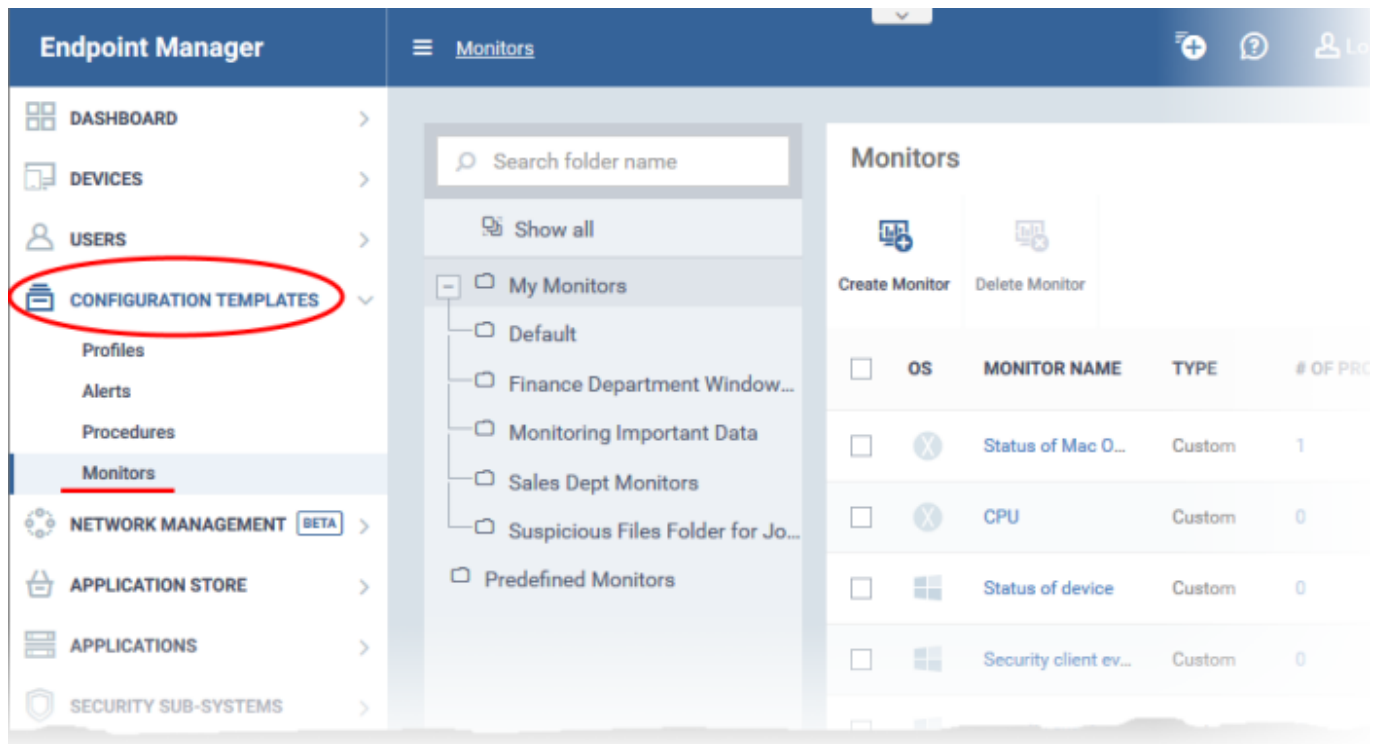 Endpoint Manager
Monitors
Lo
DASHBOARD
DEVICES
USERS
CONFIGURATION TEMPLATES
Profiles
Alerts
Procedures
Monitors
NETWORK MANAGEMENT BETA
APPLICATION STORE
APPLICATIONS
SECURITY SUB-SYSTEMS
Search folder name
Show all
My Monitors
Default
Finance Department Window...
Monitoring Important Data
Sales Dept Monitors
Suspicious Files Folder for Jo...
Predefined Monitors
Monitors
Create Monitor Delete Monitor
OS MONITOR NAME TYPE # OF PRO
Status of Mac O... Custom 1
CPU Custom 0
Status of device Custom 0
Security client ev... Custom 0